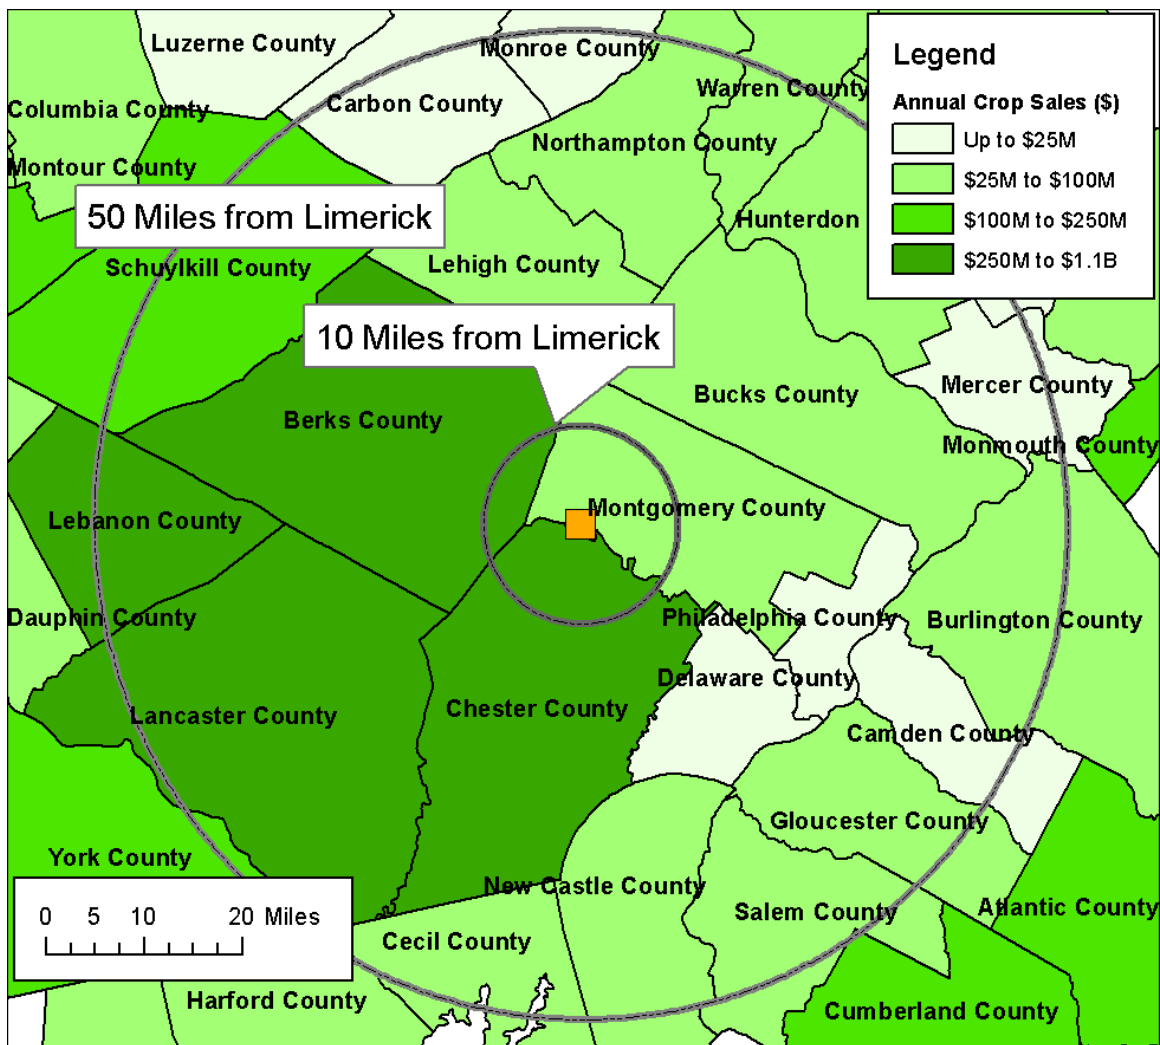 Luzerne County
Monroe County
Legend
Warren County
Carbon County
Annual Crop Sales ($)
Columbia County
Up to $25M
Northampton County
Montour County
$25M to $100M
50 Miles from Limerick
Hunterdon
$100M to $250M
Schuylkill County
Lehigh County
$250M to $1.1B
10 Miles from Limerick
Mercer County
Bucks County
Berks County
Monmouth County
Montgomery County
Lebanon County
Dauphin County
Philadelphia County
Burlington County
Delaware County
Chester County
Lancaster County
Camden County
Gloucester County
York County
New Castle County
Atlantic County
Salem County
0 5 10 20 Miles
Cecil County
Harford County
Cumberland County